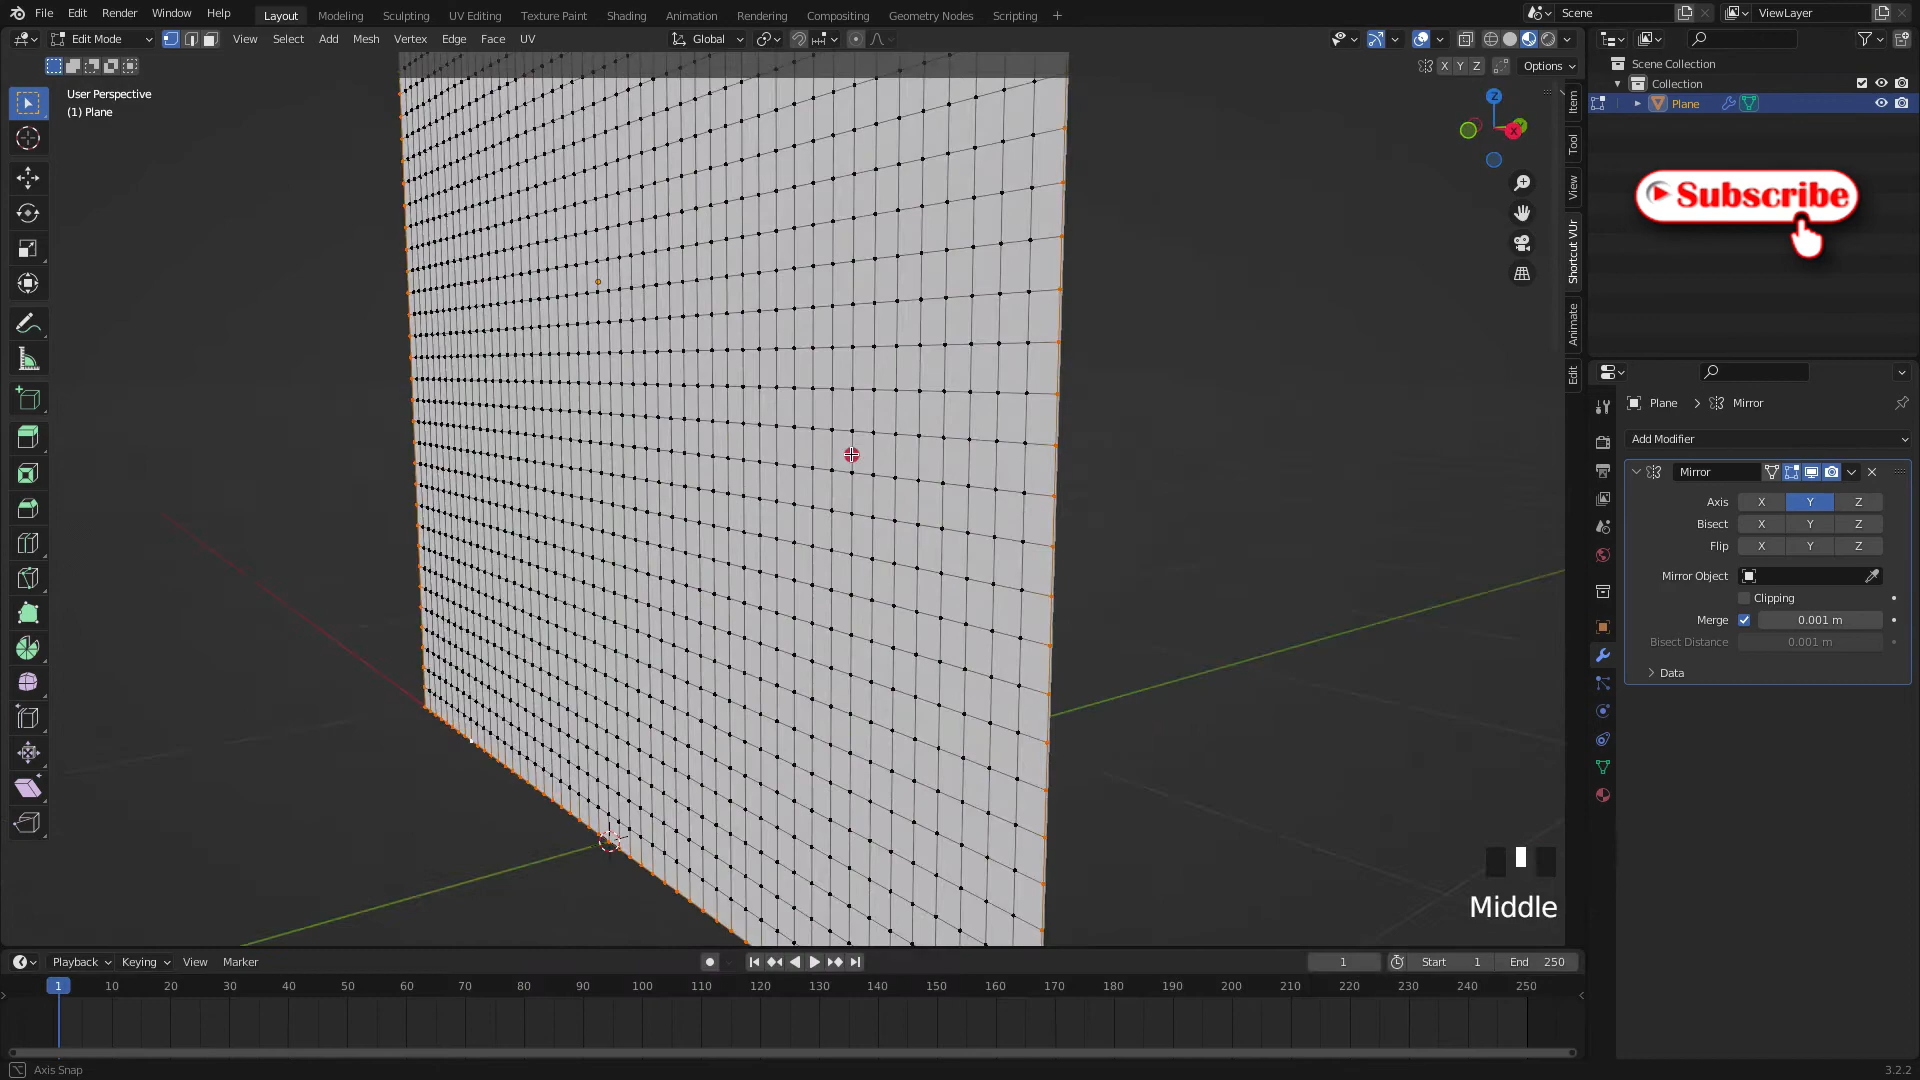 File Edit Render Window Help Layout Modeling Sculpting UV Editing Texture Paint Shading Animation Rendering Compositing Geometry Nodes Scripting + Scene ViewLayer
Edit Mode View Select Add Mesh Vertex Edge Face UV Global
X Y Z Options
User Perspective
(1) Plane
Z
X
Y
Item
Tool
View
Shortcut VUr
Animate
Edit
Scene Collection
Collection
Plane
Subscribe
Plane > Mirror
Add Modifier
Mirror
Axis X Y Z
Bisect X Y Z
Flip X Y Z
Mirror Object
Clipping
Merge 0.001 m
Bisect Distance 0.001 m
Data
Middle
Playback Keying View Marker 1 Start 1 End 250
1 10 20 30 40 50 60 70 80 90 100 110 120 130 140 150 160 170 180 190 200 210 220 230 240 250
Axis Snap
3.2.2